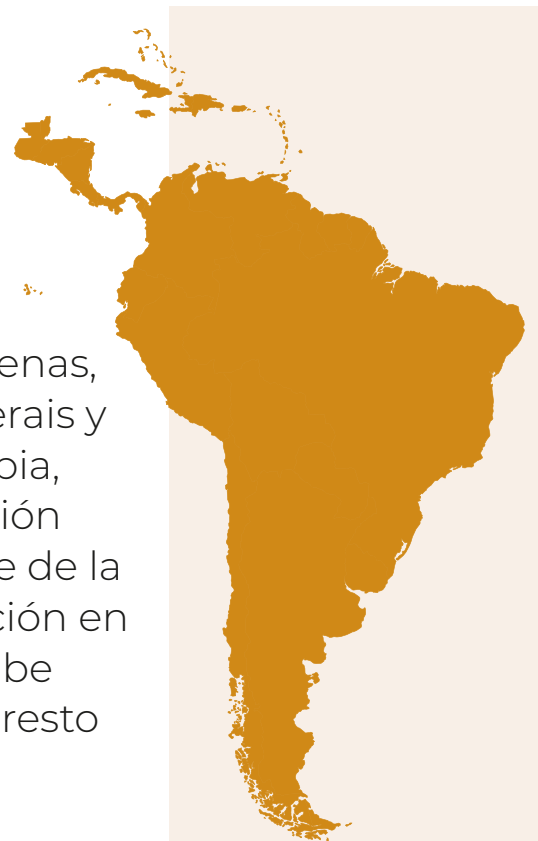 enas,
erais y
bia,
ión
e de la
ción en
be
resto